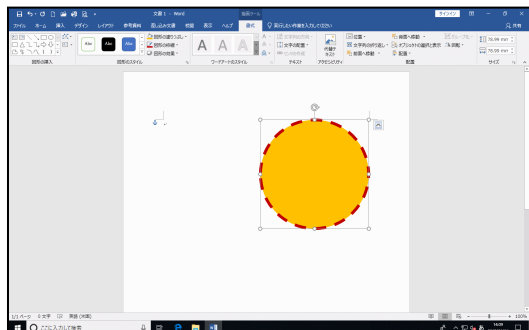 文書 1 - Word
描画ツール
サインイン
ファイル ホーム 挿入 デザイン レイアウト 参考資料 差し込み文書 校閲 表示 ヘルプ 書式 実行したい作業を入力してください 共有
Abc Abc Abc
図形の塗りつぶし
図形の枠線
図形の効果
A A A
文字の配置
代替テキスト
位置
文字列の折り返し
前面へ移動
背面へ移動
オブジェクトの選択と表示
配置
回転
78.99 mm
78.99 mm
図形の挿入 図形のスタイル ワードアートのスタイル テキスト アクセシビリティ 配置 サイズ
1/1 ページ 0 文字 英語 (米国) 100%
ここに入力して検索
14:09